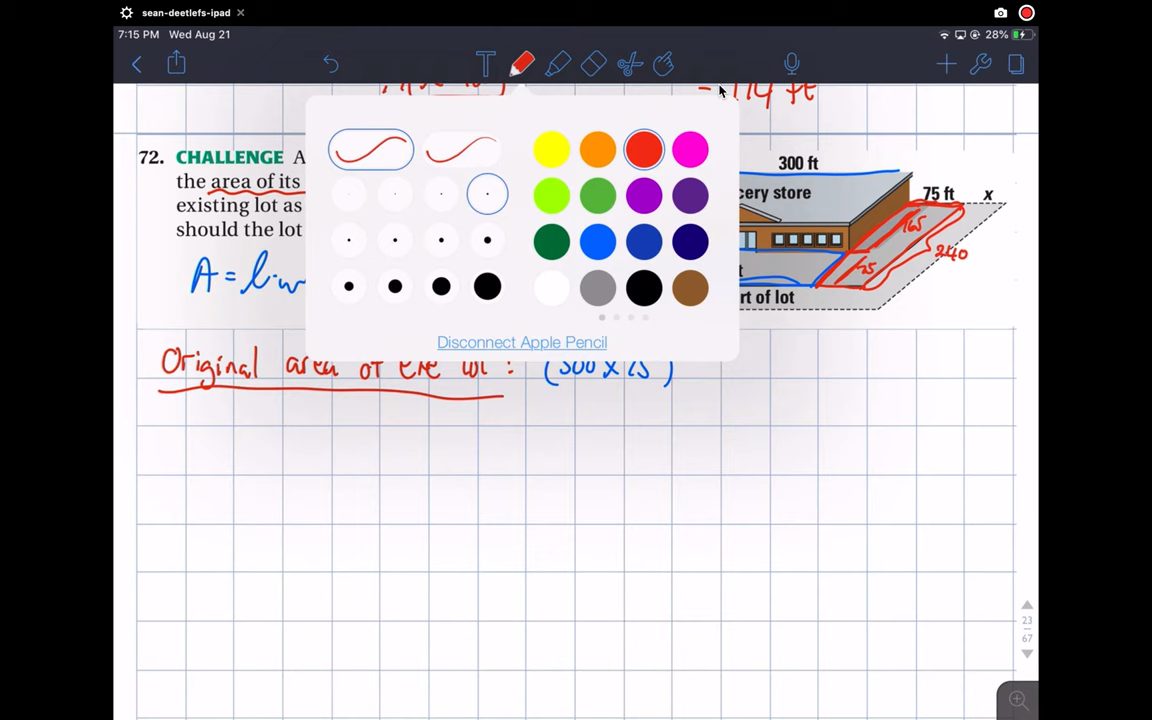 sean-deetlefs-ipad ×
7:15 PM Wed Aug 21
28%
T
72. CHALLENGE A
the area of its
existing lot as
should the lot
A = l·w
300 ft
cery store
75 ft x
165
75
240
t
rt of lot
= 114 ft
Disconnect Apple Pencil
Original area of the lot : (300 x 75)
23
67